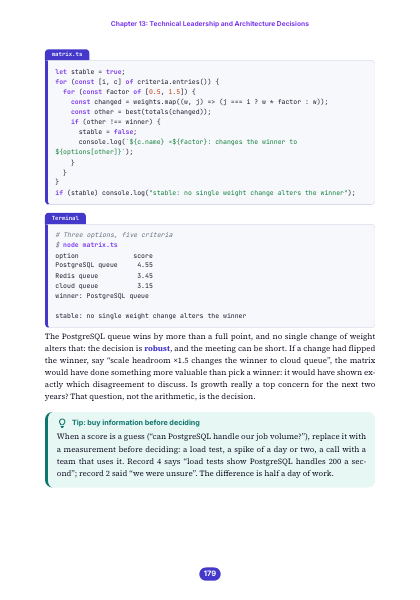 Chapter 13: Technical Leadership and Architecture Decisions
matrix.ts
let stable = true;
for (const [i, c] of criteria.entries()) {
  for (const factor of [0.5, 1.5]) {
    const changed = weights.map((w, j) => (j === i ? w * factor : w));
    const other = best(totals(changed));
    if (other !== winner) {
      stable = false;
      console.log(`${c.name} ×${factor}: changes the winner to
${options[other]}`);
    }
  }
}
if (stable) console.log("stable: no single weight change alters the winner");
Terminal
# Three options, five criteria
$ node matrix.ts
option score
PostgreSQL queue 4.55
Redis queue 3.45
cloud queue 3.15
winner: PostgreSQL queue
stable: no single weight change alters the winner
The PostgreSQL queue wins by more than a full point, and no single change of weight
alters that: the decision is robust, and the meeting can be short. If a change had flipped
the winner, say “scale headroom ×1.5 changes the winner to cloud queue”, the matrix
would have done something more valuable than pick a winner: it would have shown ex-
actly which disagreement to discuss. Is growth really a top concern for the next two
years? That question, not the arithmetic, is the decision.
Tip: buy information before deciding
When a score is a guess (“can PostgreSQL handle our job volume?”), replace it with
a measurement before deciding: a load test, a spike of a day or two, a call with a
team that uses it. Record 4 says “load tests show PostgreSQL handles 200 a sec-
ond”; record 2 said “we were unsure”. The difference is half a day of work.
179